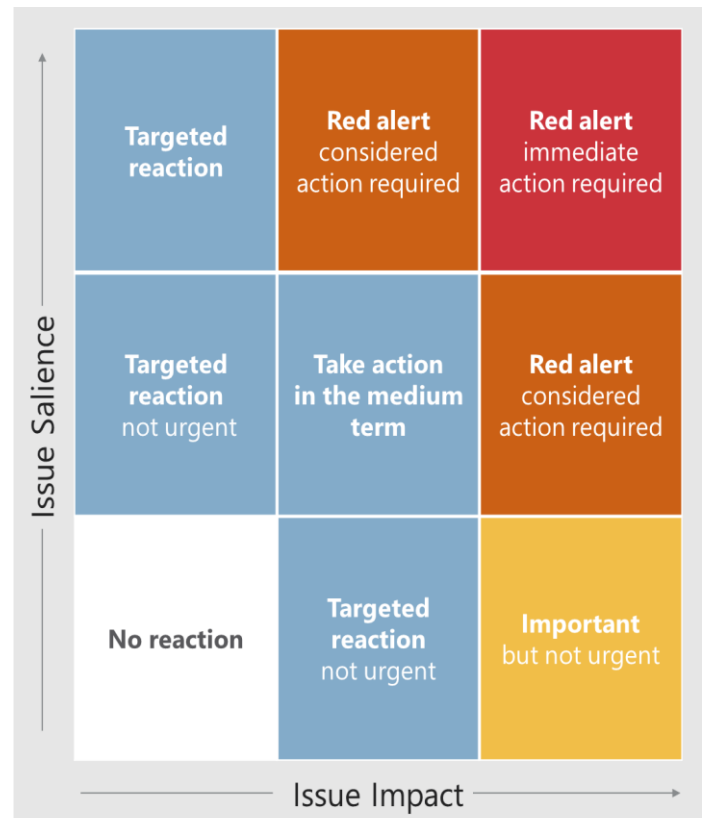 Targeted
reaction
Red alert
considered
action required
Red alert
immediate
action required
Targeted
reaction
not urgent
Take action
in the medium
term
Red alert
considered
action required
No reaction
Targeted
reaction
not urgent
Important
but not urgent
Issue Salience
Issue Impact